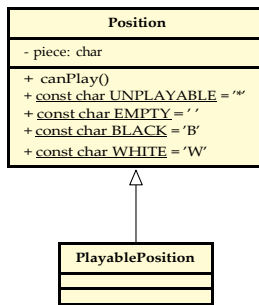 Position
- piece: char
+ canPlay()
+ const char UNPLAYABLE = '*'
+ const char EMPTY = ' '
+ const char BLACK = 'B'
+ const char WHITE = 'W'
PlayablePosition